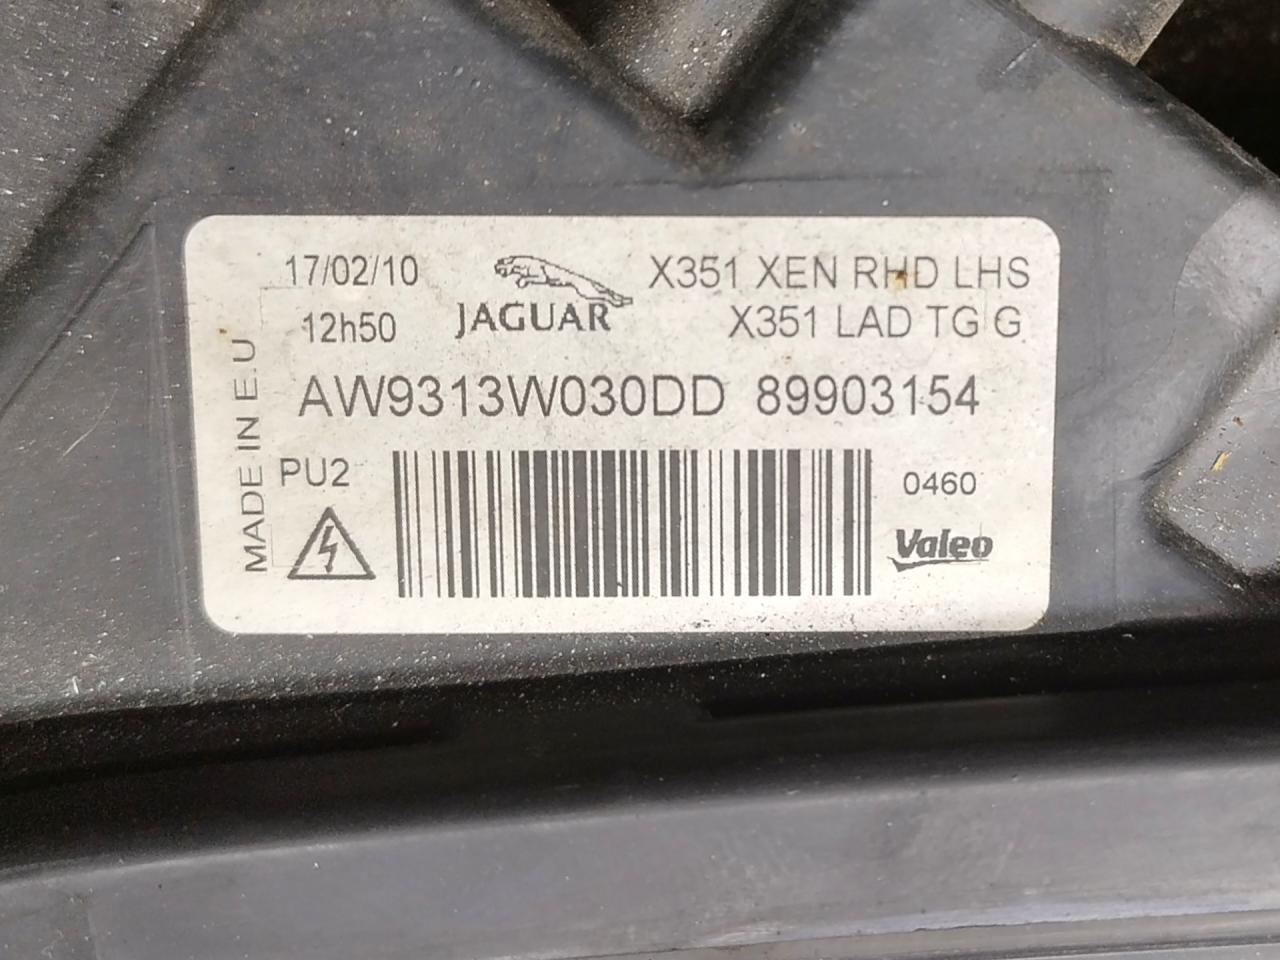 17/02/10
X351 XEN RHD LHS
12h50
JAGUAR
X351 LAD TG G
AW9313W030DD 89903154
MADE IN E.U
PU2
0460
Valeo